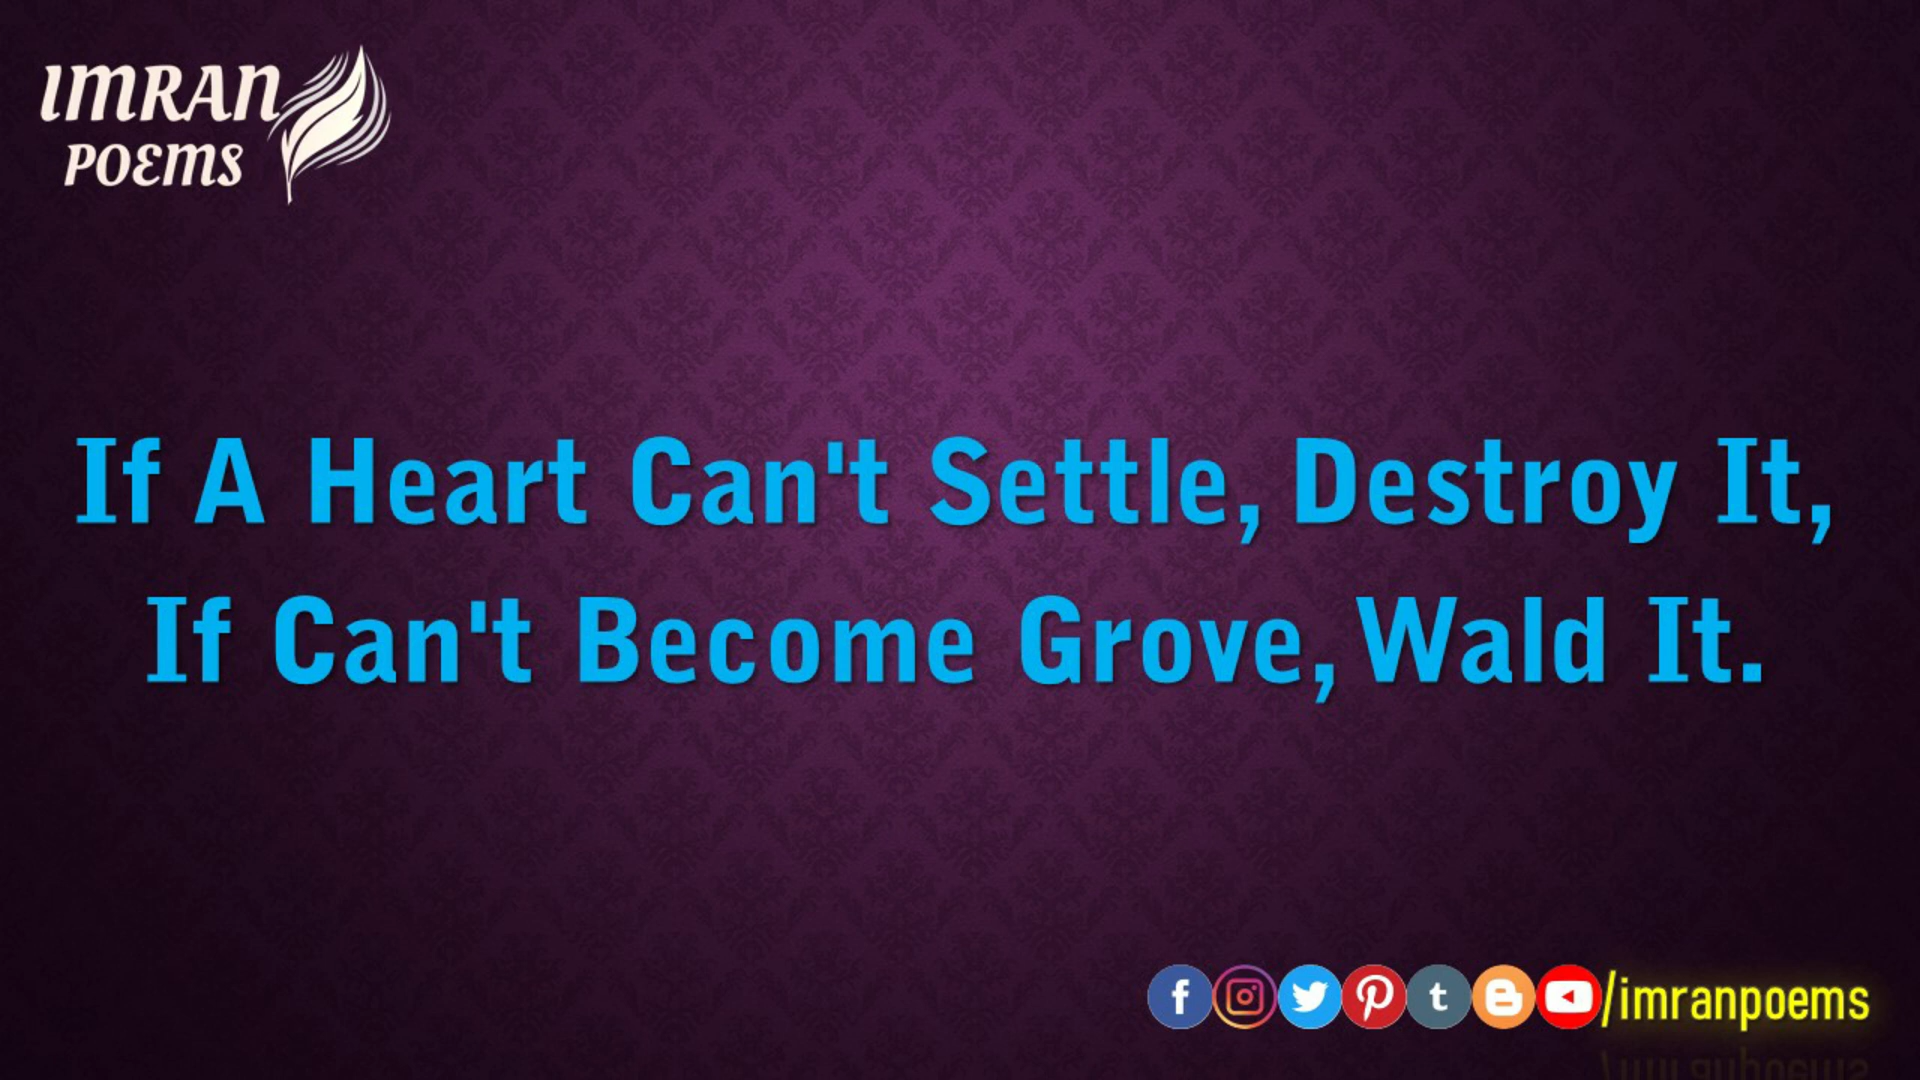 IMRAN
POEMS
If A Heart Can't Settle, Destroy It,
If Can't Become Grove, Wald It.
/imranpoems